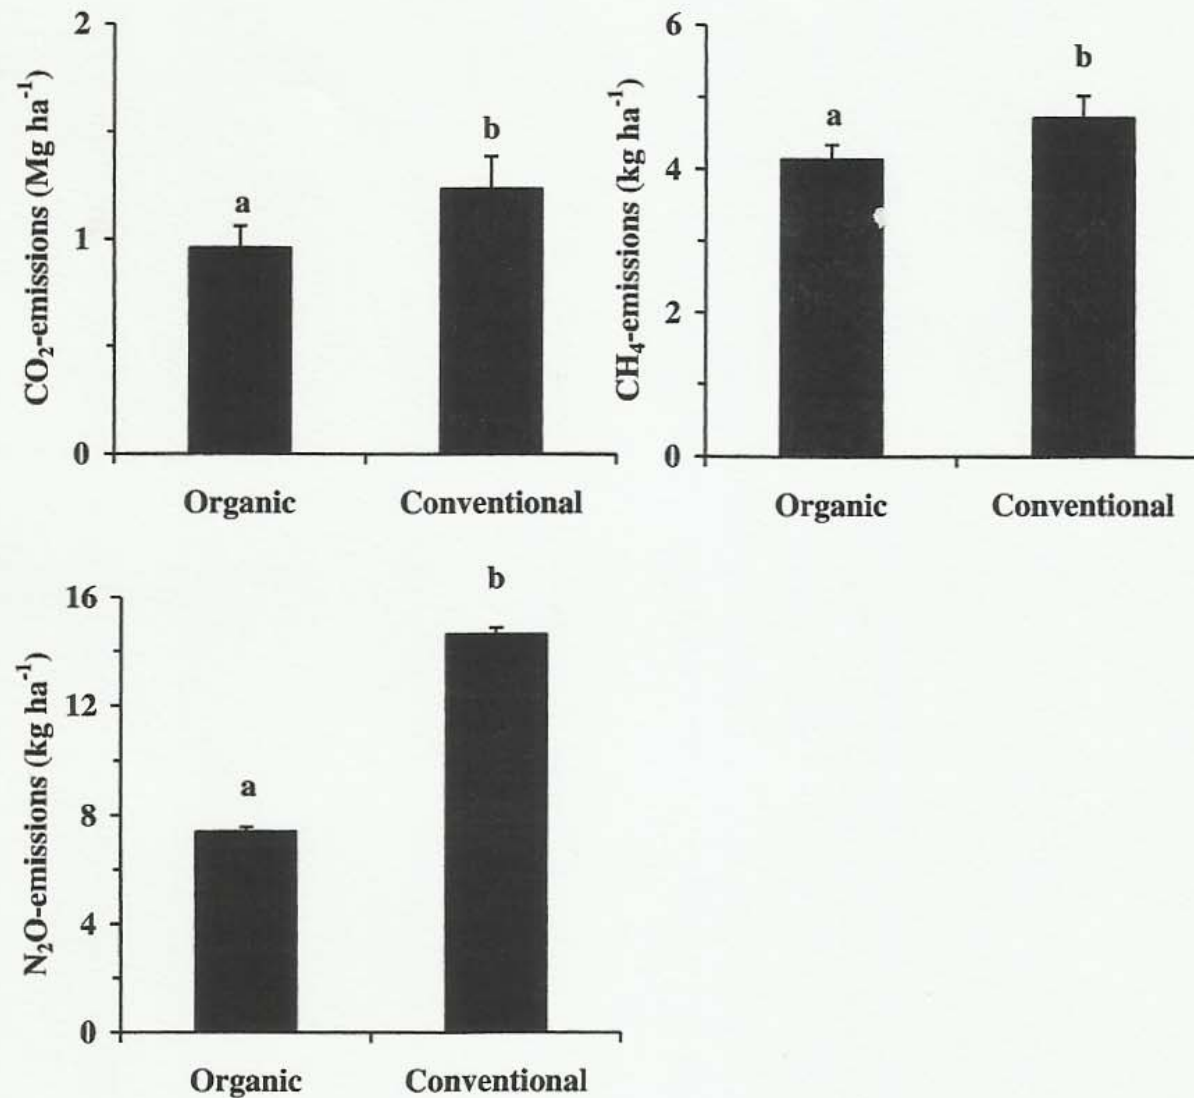 CO₂-emissions (Mg ha⁻¹)
2
1
0
a
b
Organic Conventional
CH₄-emissions (kg ha⁻¹)
6
4
2
0
a
b
Organic Conventional
N₂O-emissions (kg ha⁻¹)
16
12
8
4
0
a
b
Organic Conventional